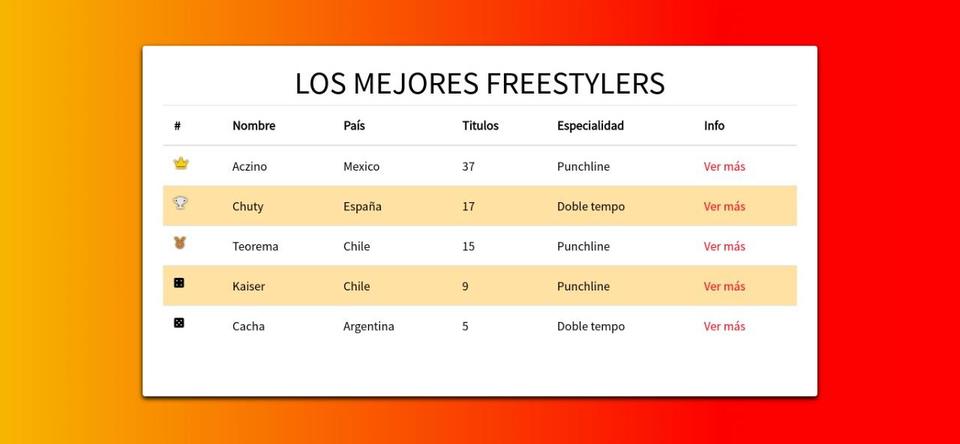 LOS MEJORES FREESTYLERS
# Nombre País Titulos Especialidad Info
Aczino Mexico 37 Punchline Ver más
Chuty España 17 Doble tempo Ver más
Teorema Chile 15 Punchline Ver más
Kaiser Chile 9 Punchline Ver más
Cacha Argentina 5 Doble tempo Ver más